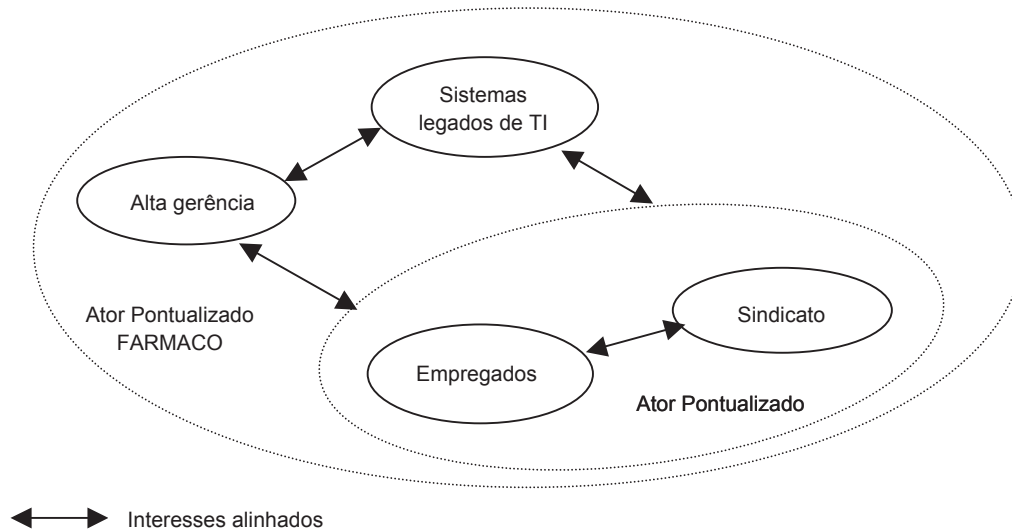 Sistemas
legados de TI
Alta gerência
Ator Pontualizado
FARMACO
Sindicato
Empregados
Ator Pontualizado
Interesses alinhados